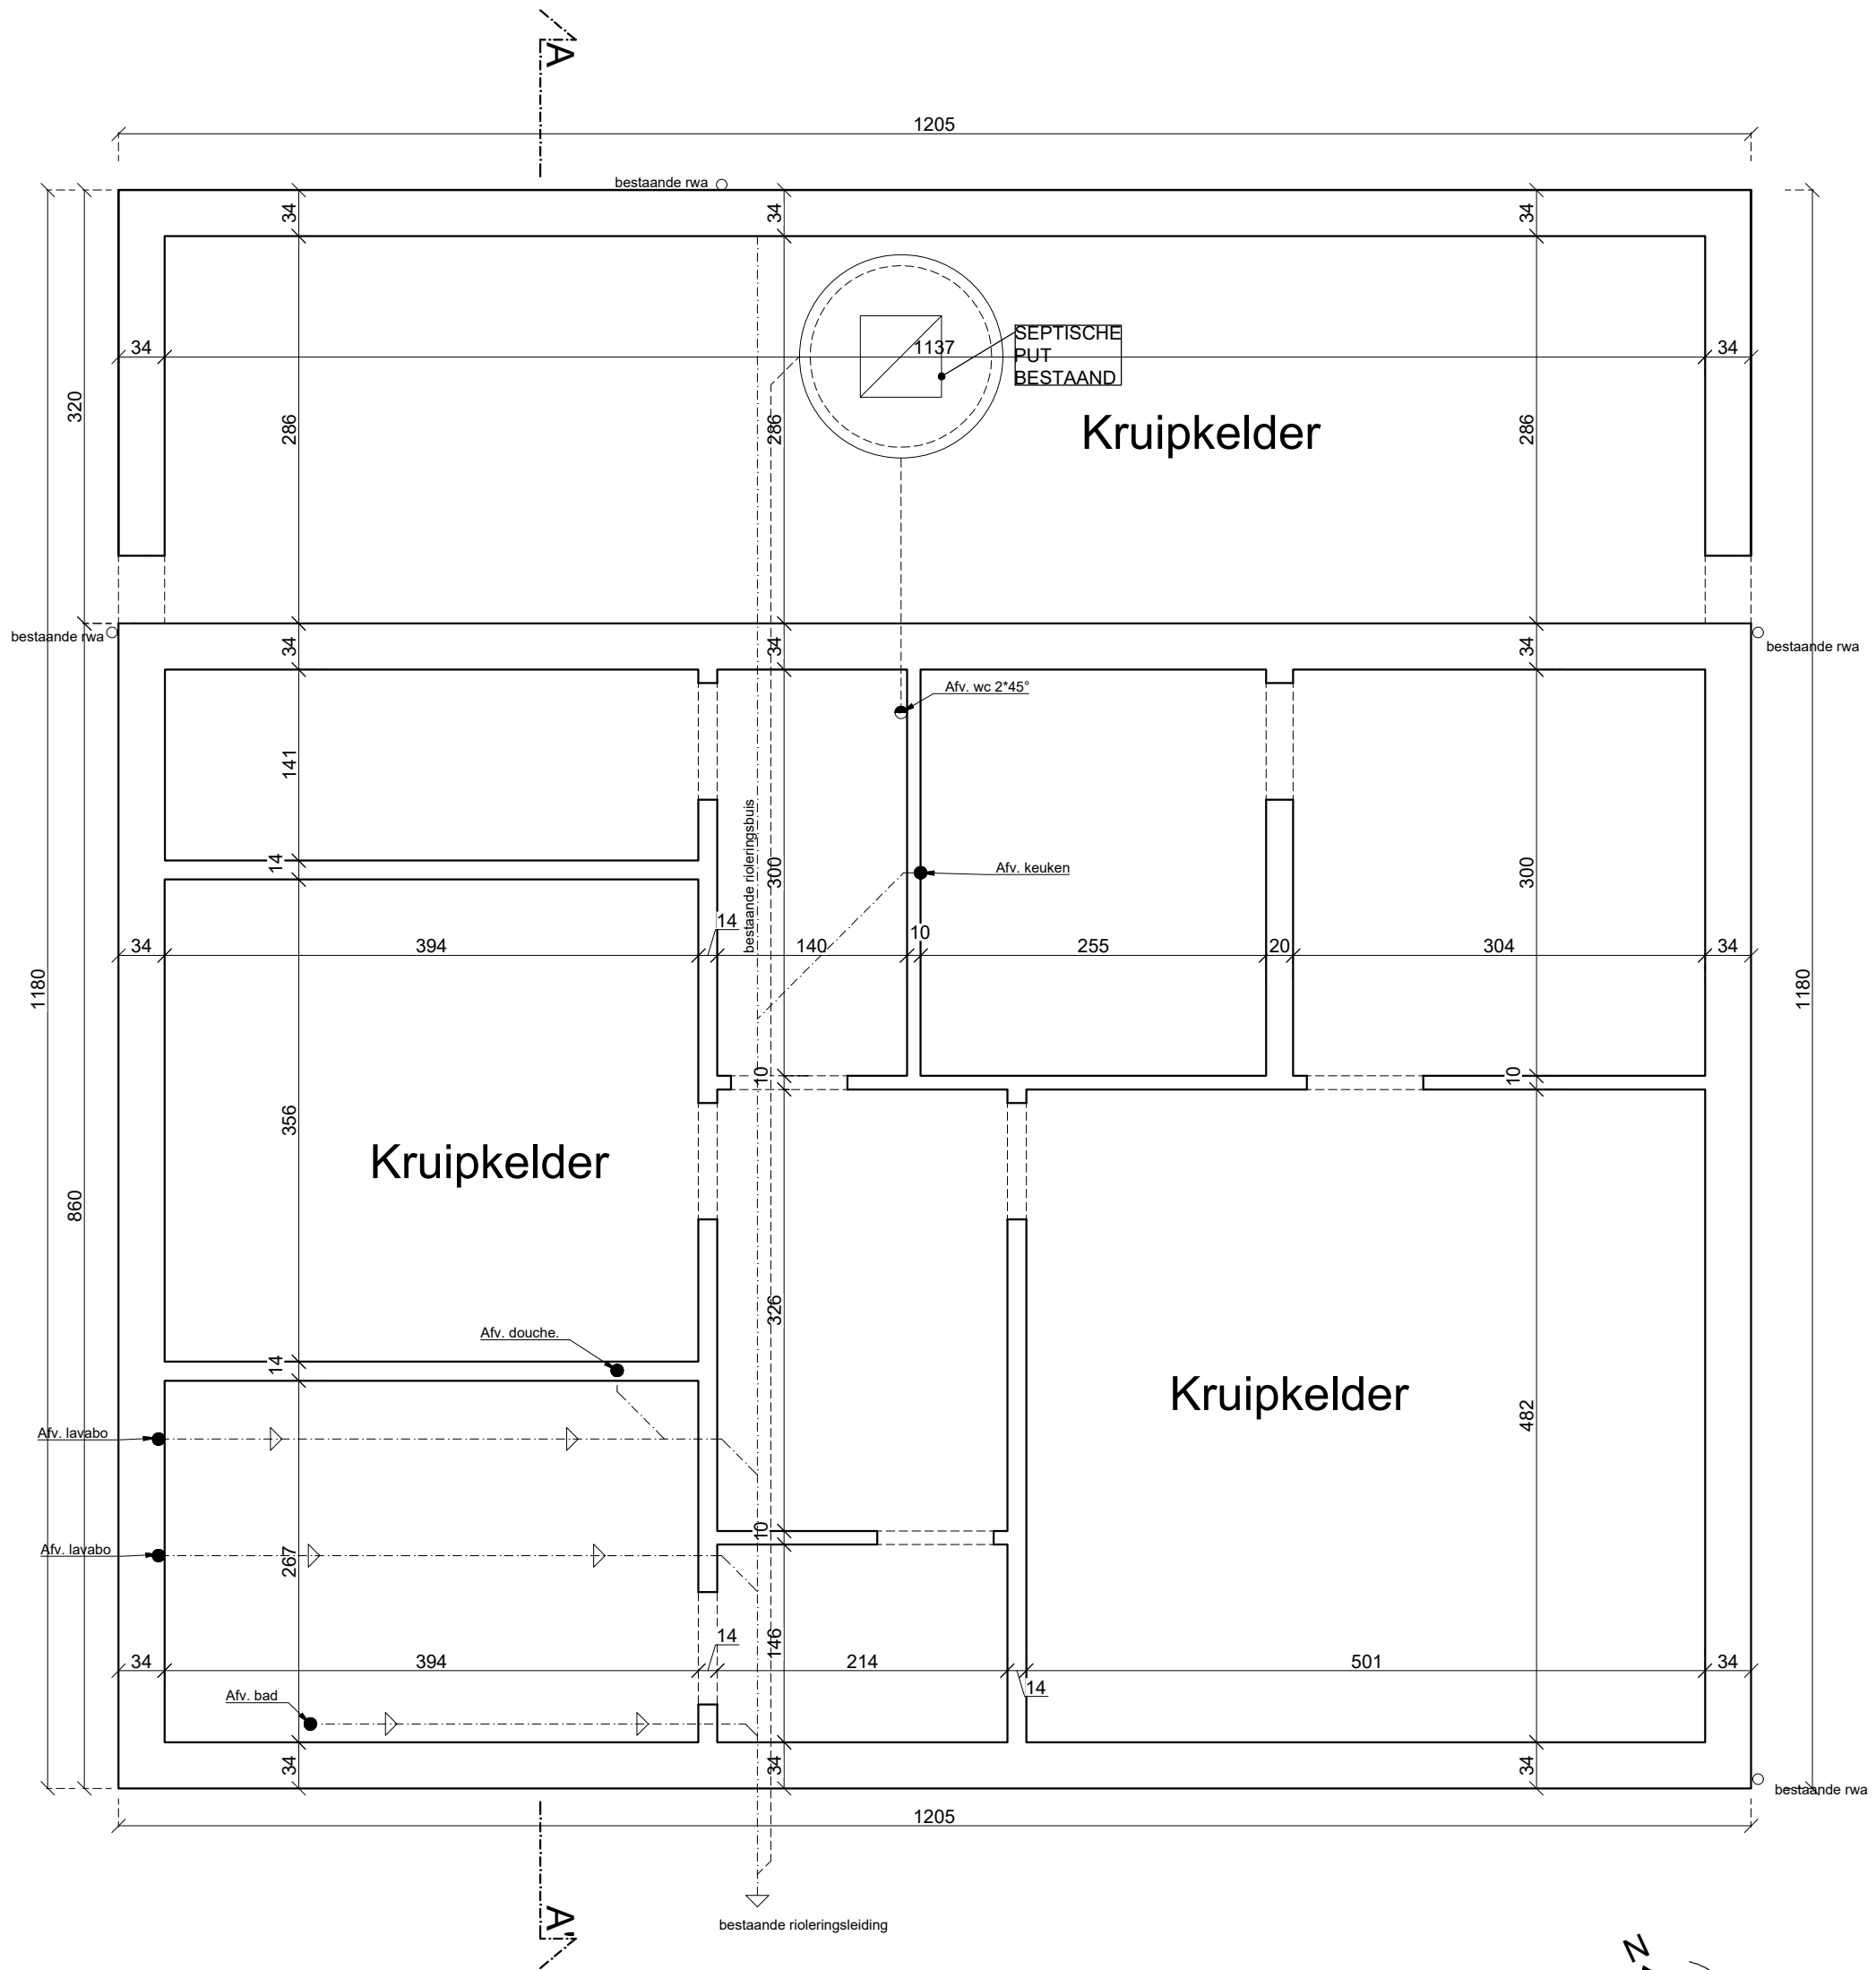 A
1205
bestaande rwa
34
34
34
SEPTISCHE
PUT
BESTAAND
34
1137
34
320
286
286
286
Kruipkelder
bestaande rwa
bestaande rwa
34
34
34
Afv. wc 2*45°
141
bestaande rioleringsbuis
14
300
Afv. keuken
300
14
10
34
394
140
255
20
304
34
1180
1180
10
10
356
Kruipkelder
860
326
Afv. douche.
14
Kruipkelder
482
Afv. lavabo
10
Afv. lavabo
267
146
14
34
394
214
501
34
14
Afv. bad
34
34
34
bestaande rwa
1205
A'
bestaande rioleringsleiding
N